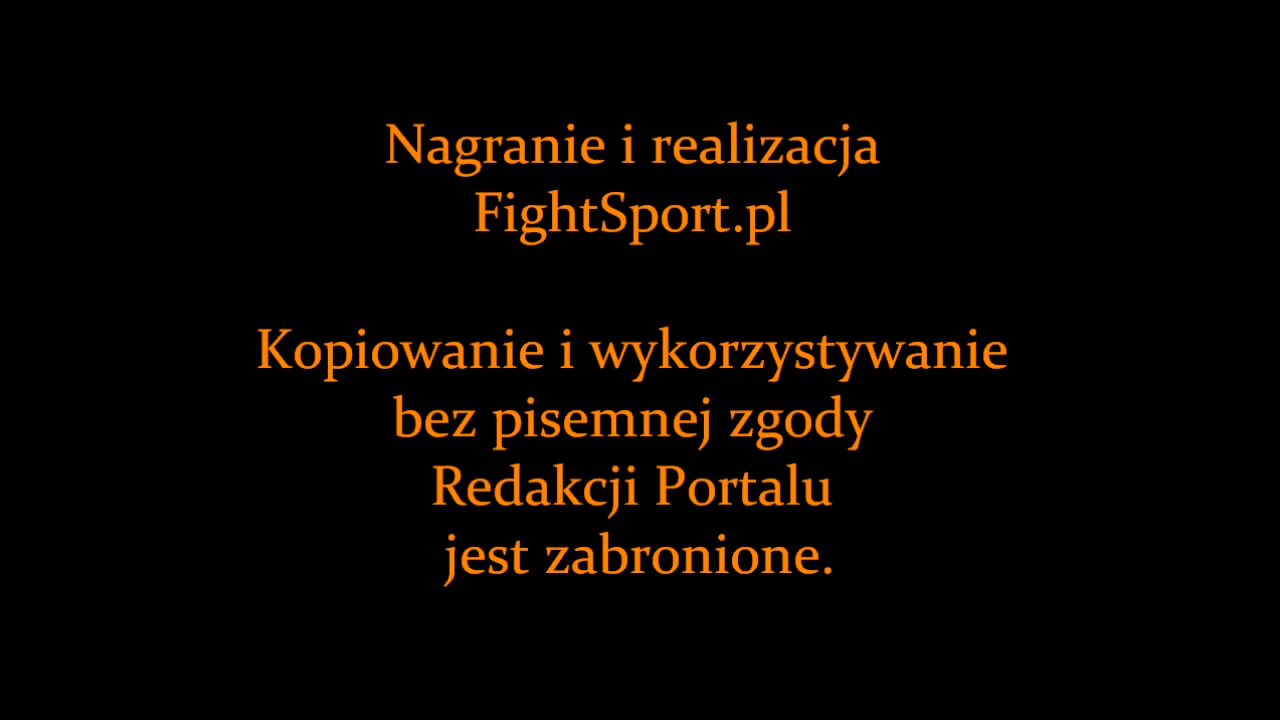 Nagranie i realizacja
FightSport.pl
Kopiowanie i wykorzystywanie
bez pisemnej zgody
Redakcji Portalu
jest zabronione.